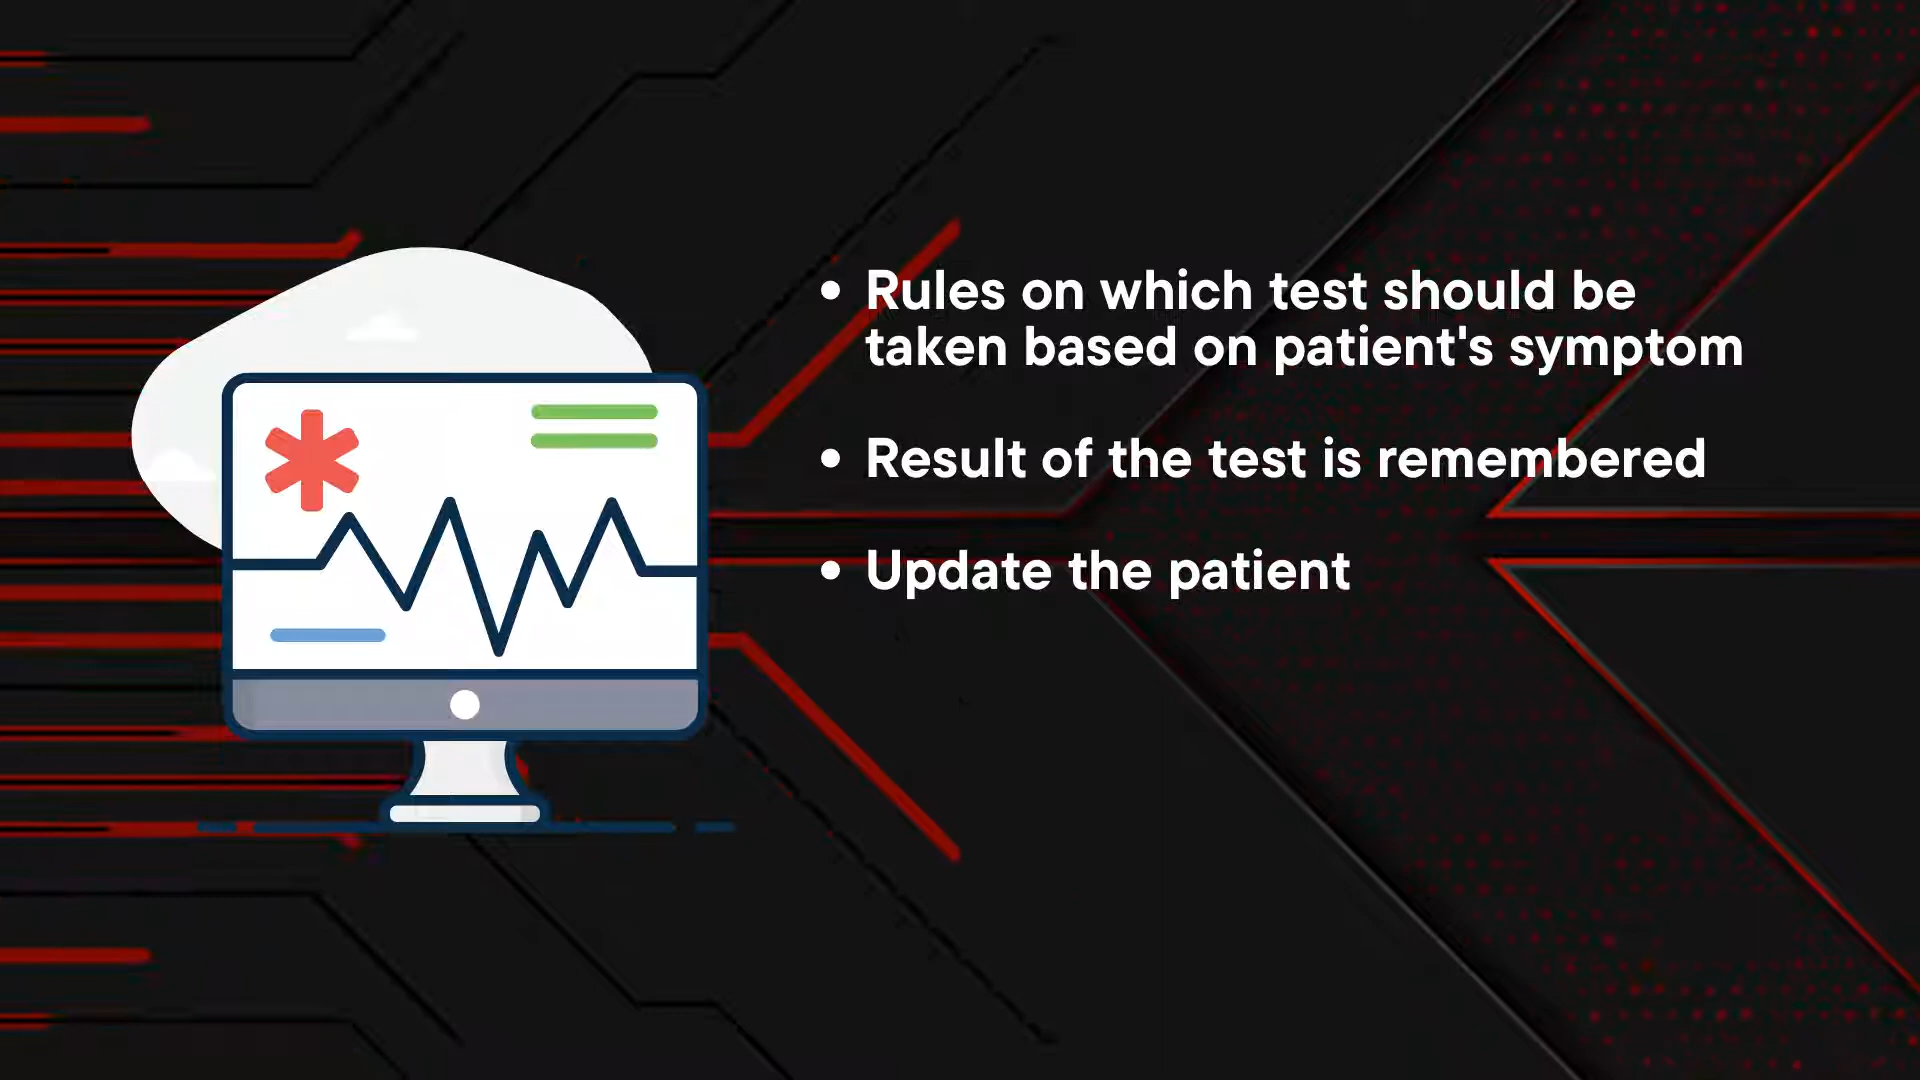 • Rules on which test should be
taken based on patient's symptom
• Result of the test is remembered
• Update the patient